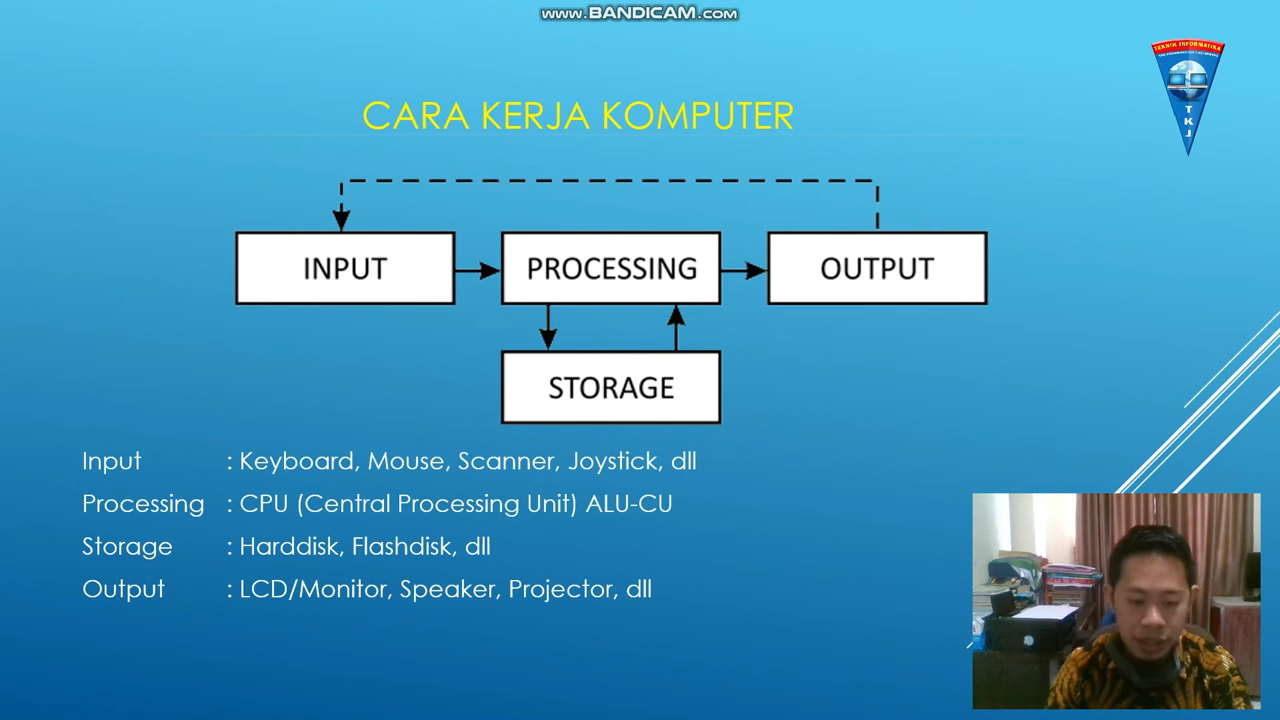 www.BANDICAM.com
TEKNIK INFORMATIKA
T
K
J
CARA KERJA KOMPUTER
INPUT
PROCESSING
OUTPUT
STORAGE
Input : Keyboard, Mouse, Scanner, Joystick, dll
Processing : CPU (Central Processing Unit) ALU-CU
Storage : Harddisk, Flashdisk, dll
Output : LCD/Monitor, Speaker, Projector, dll